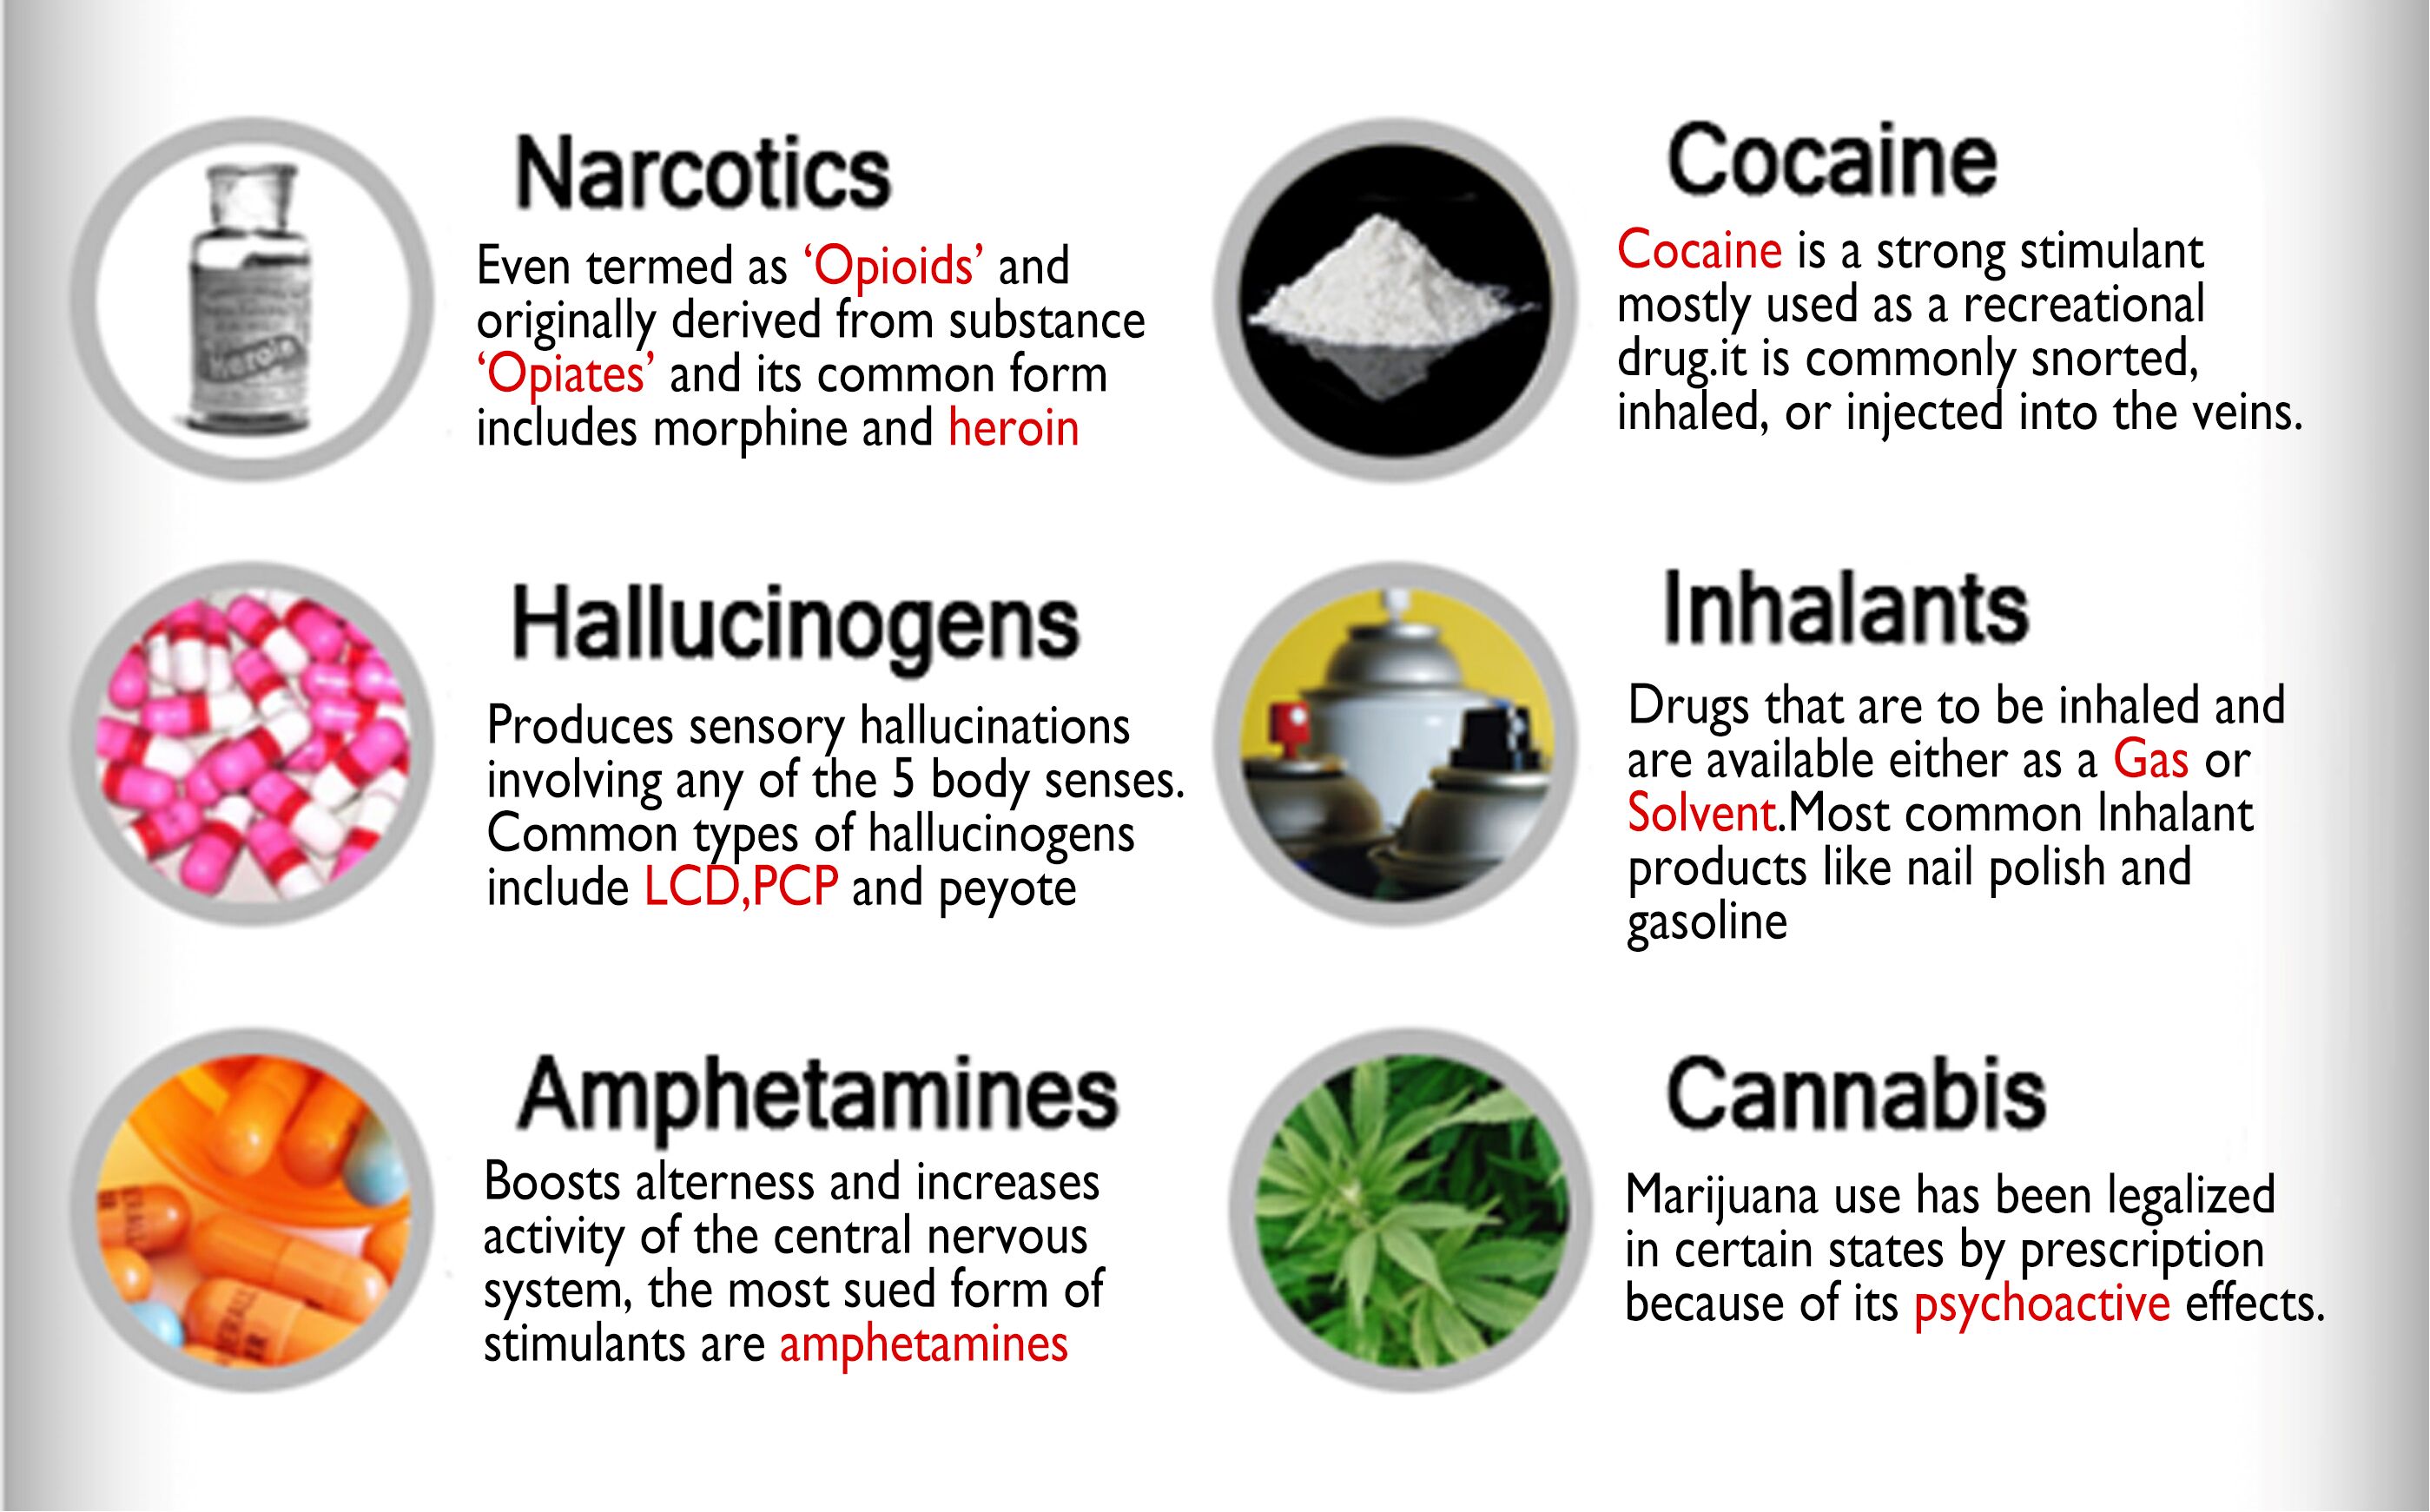 Narcotics
Even termed as ‘Opioids’ and
originally derived from substance
‘Opiates’ and its common form
includes morphine and heroin
Heroin
Cocaine
Cocaine is a strong stimulant
mostly used as a recreational
drug.it is commonly snorted,
inhaled, or injected into the veins.
Hallucinogens
Produces sensory hallucinations
involving any of the 5 body senses.
Common types of hallucinogens
include LCD,PCP and peyote
Inhalants
Drugs that are to be inhaled and
are available either as a Gas or
Solvent.Most common Inhalant
products like nail polish and
gasoline
Amphetamines
Boosts alterness and increases
activity of the central nervous
system, the most sued form of
stimulants are amphetamines
Cannabis
Marijuana use has been legalized
in certain states by prescription
because of its psychoactive effects.